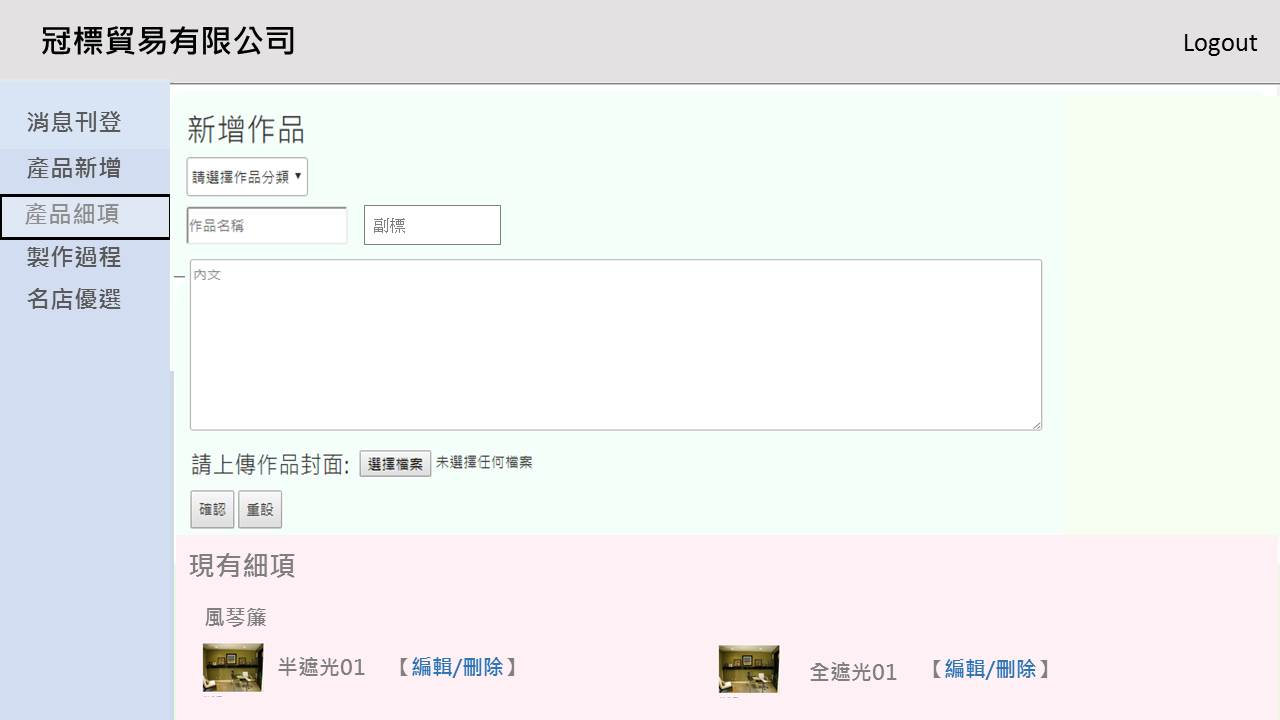 冠標貿易有限公司
Logout
消息刊登
產品新增
產品細項
製作過程
名店優選
新增作品
請選擇作品分類
作品名稱 副標
內文
請上傳作品封面: 選擇檔案 未選擇任何檔案
確認 重設
現有細項
風琴簾
半遮光01 【編輯/刪除】 全遮光01 【編輯/刪除】